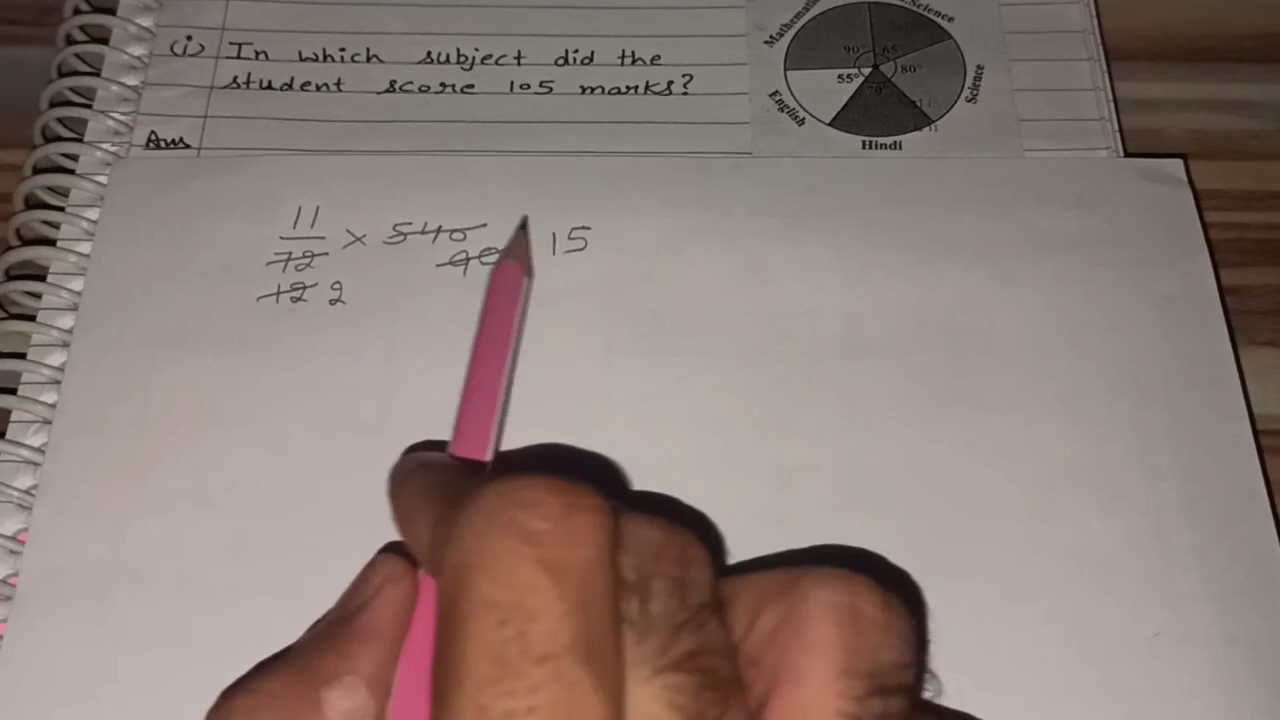 (i) In which subject did the
student score 105 marks?
Ans
Science
90° 65
80°
55°
70°
English
Science
Hindi
11
72 × 540 15
90
12 2